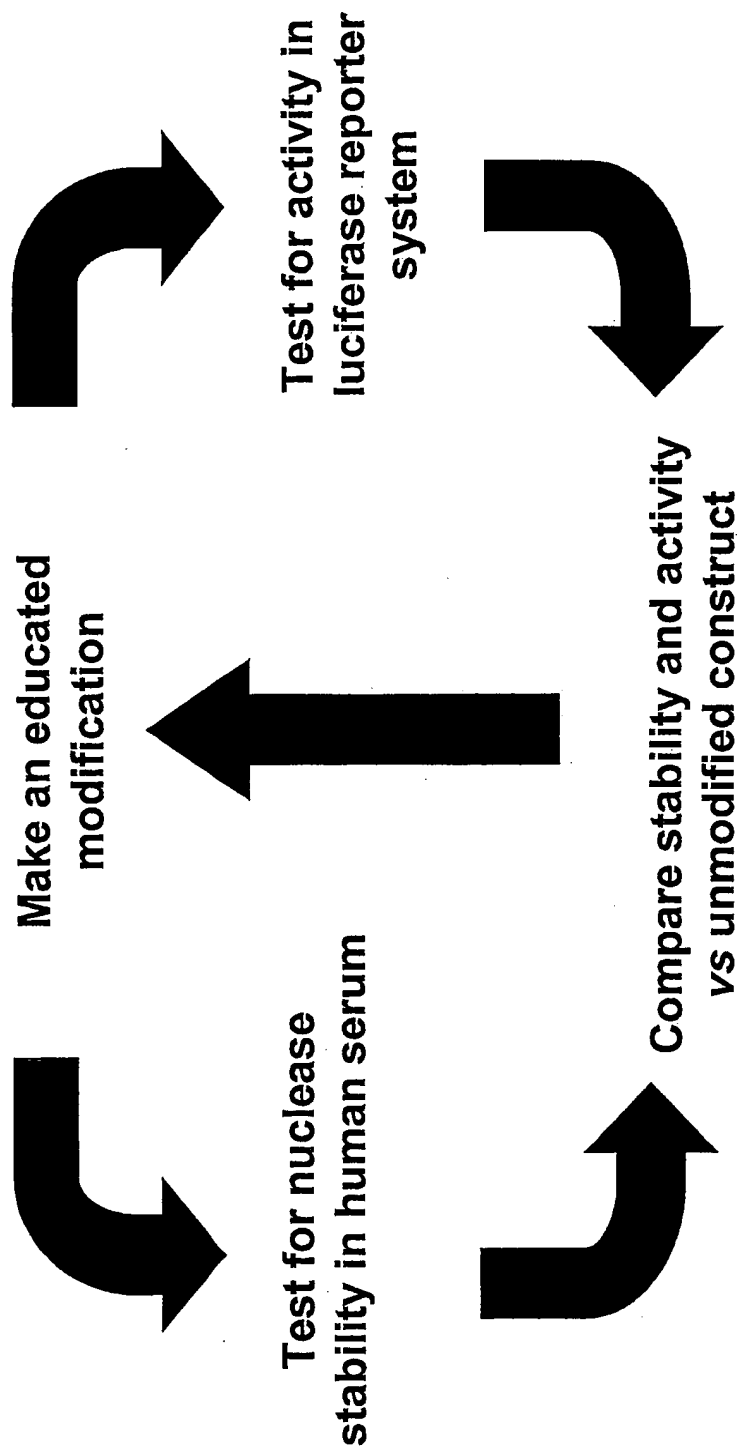 Make an educated
modification
Test for nuclease
stability in human serum
Test for activity in
luciferase reporter
system
Compare stability and activity
vs unmodified construct